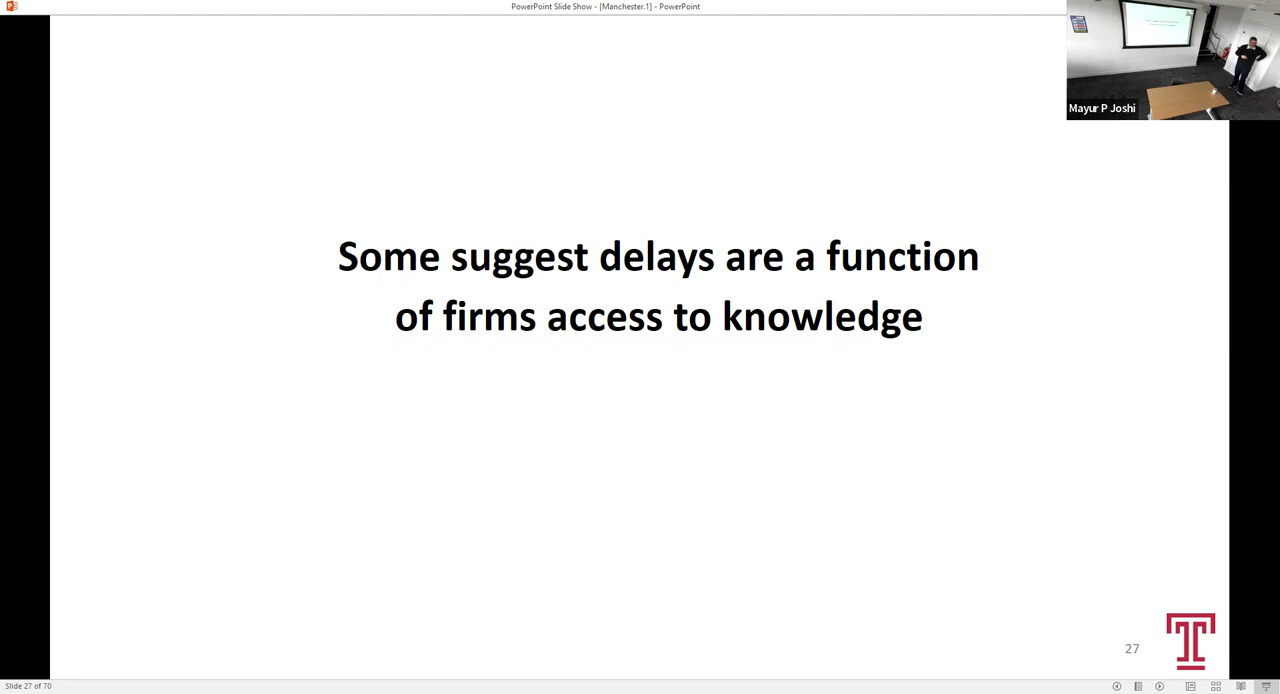 PowerPoint Slide Show - [Manchester.1] - PowerPoint
Mayur P Joshi
Some suggest delays are a function
of firms access to knowledge
27
Slide 27 of 70